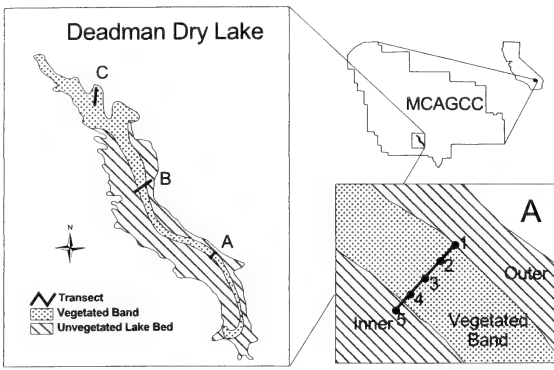 Deadman Dry Lake
C
B
A
N
Transect
Vegetated Band
Unvegetated Lake Bed
MCAGCC
A
1
2
3
4
5
Outer
Inner
Vegetated
Band